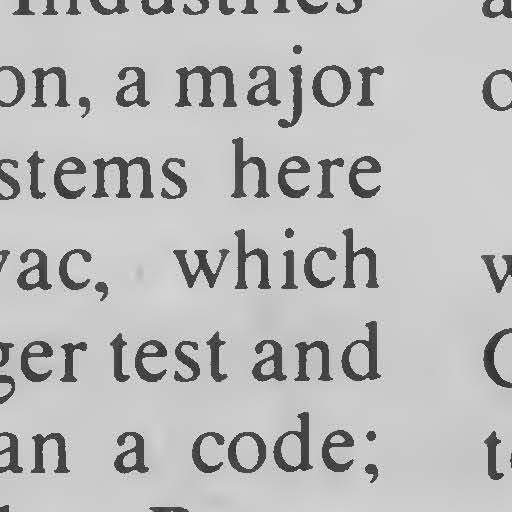 on, a major
stems here
vac, which
ger test and
an a code;